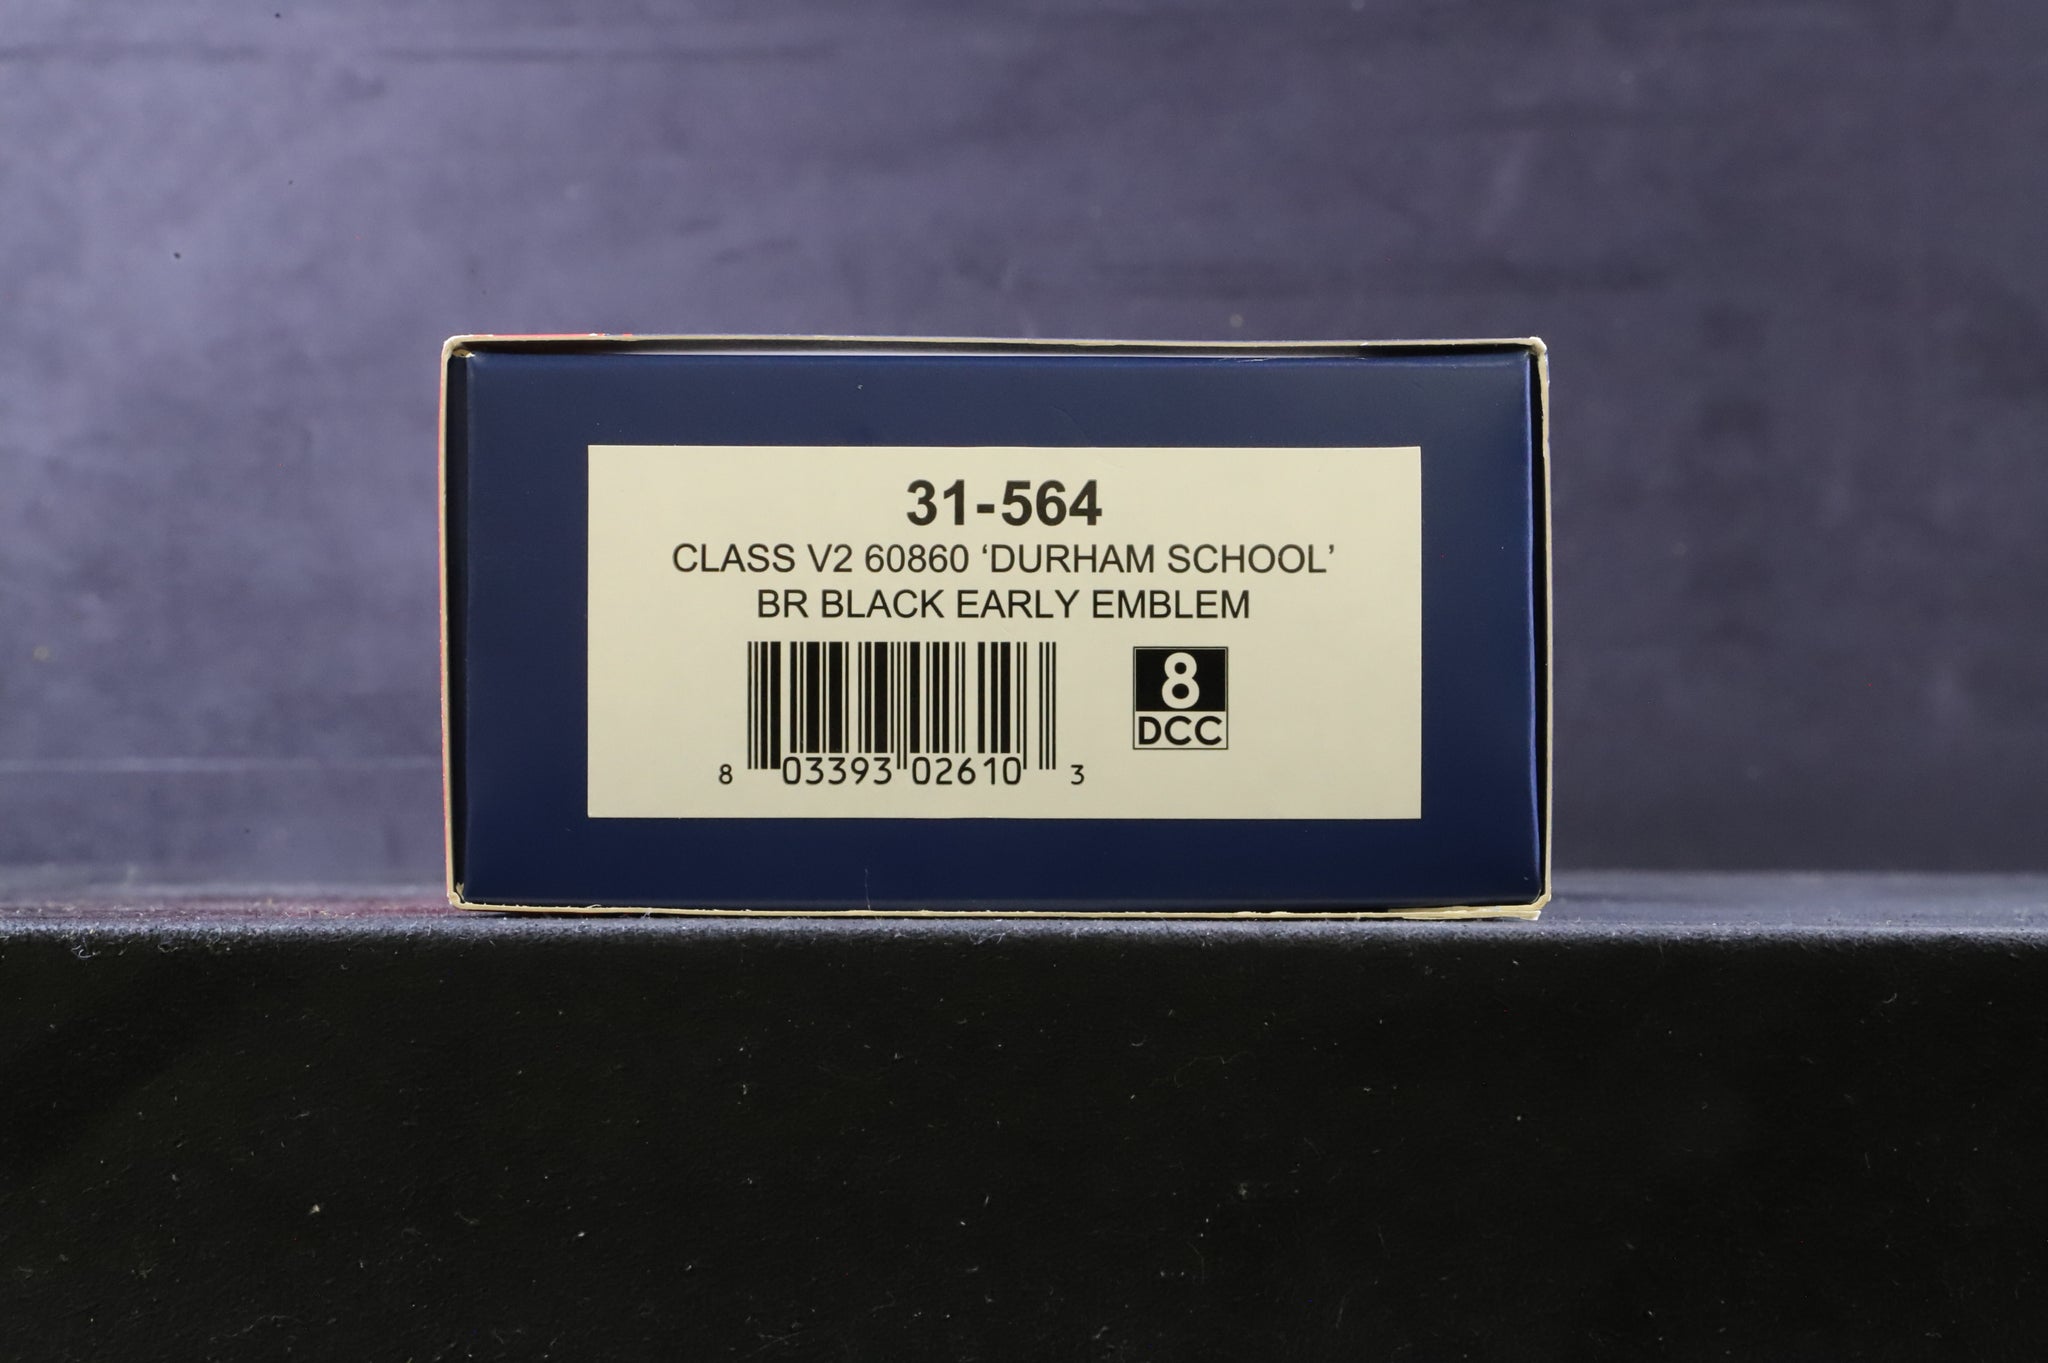 31-564
CLASS V2 60860 ‘DURHAM SCHOOL’
BR BLACK EARLY EMBLEM
8
DCC
8 03393 02610 3